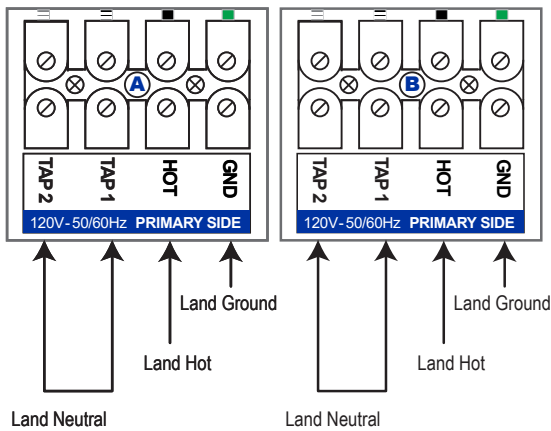 A
TAP 2 TAP 1 HOT GND
120V-50/60Hz PRIMARY SIDE
Land Ground
Land Hot
Land Neutral
B
TAP 2 TAP 1 HOT GND
120V-50/60Hz PRIMARY SIDE
Land Ground
Land Hot
Land Neutral